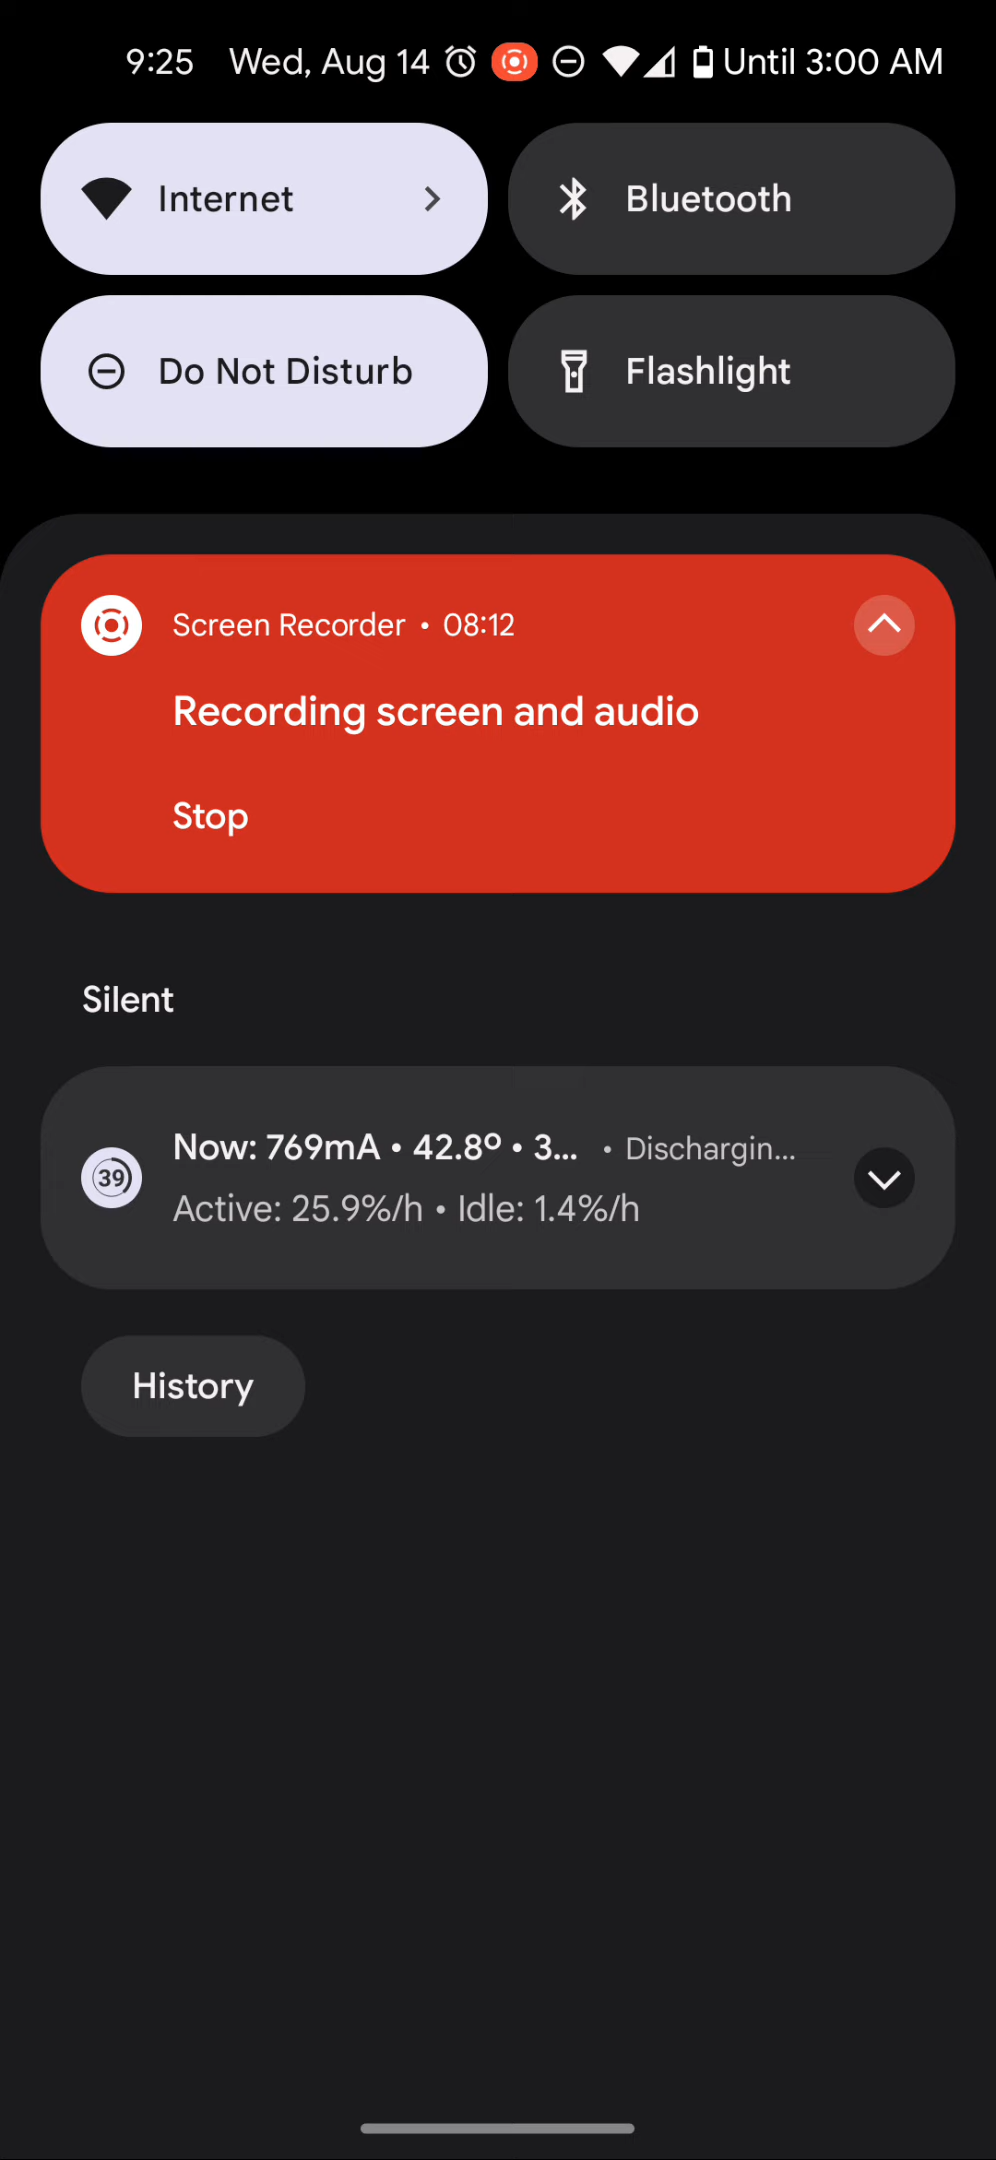 9:25 Wed, Aug 14 Until 3:00 AM
Internet
Bluetooth
Do Not Disturb
Flashlight
Screen Recorder • 08:12
Recording screen and audio
Stop
Silent
39
Now: 769mA • 42.8º • 3... • Dischargin...
Active: 25.9%/h • Idle: 1.4%/h
History